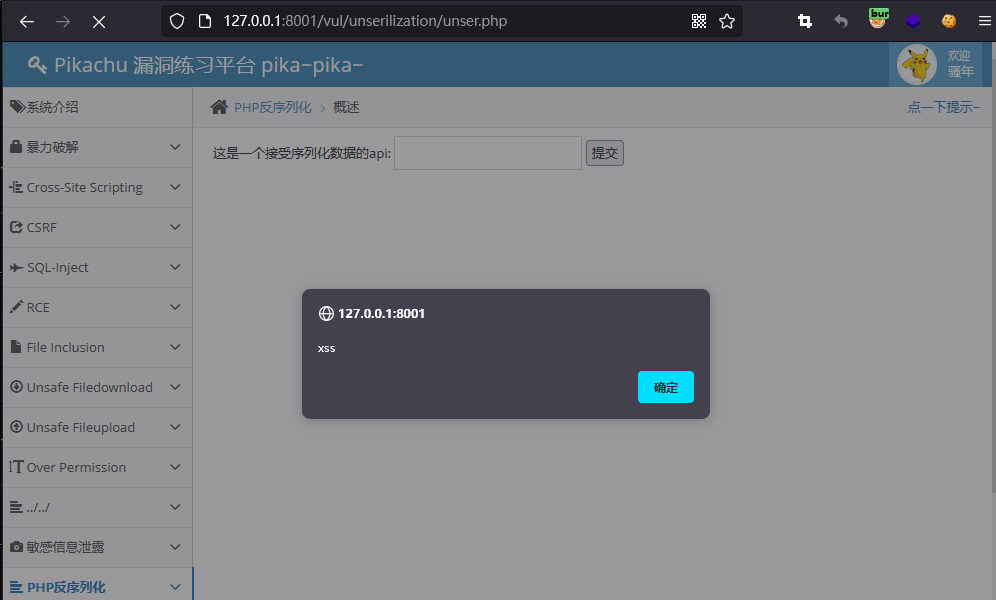 127.0.0.1:8001/vul/unserilization/unser.php
bur
Pikachu 漏洞练习平台 pika~pika~
欢迎
骚年
系统介绍
PHP反序列化 > 概述
点一下提示~
暴力破解
这是一个接受序列化数据的api:
提交
Cross-Site Scripting
CSRF
SQL-Inject
RCE
127.0.0.1:8001
File Inclusion
xss
Unsafe Filedownload
确定
Unsafe Fileupload
Over Permission
../../
敏感信息泄露
PHP反序列化